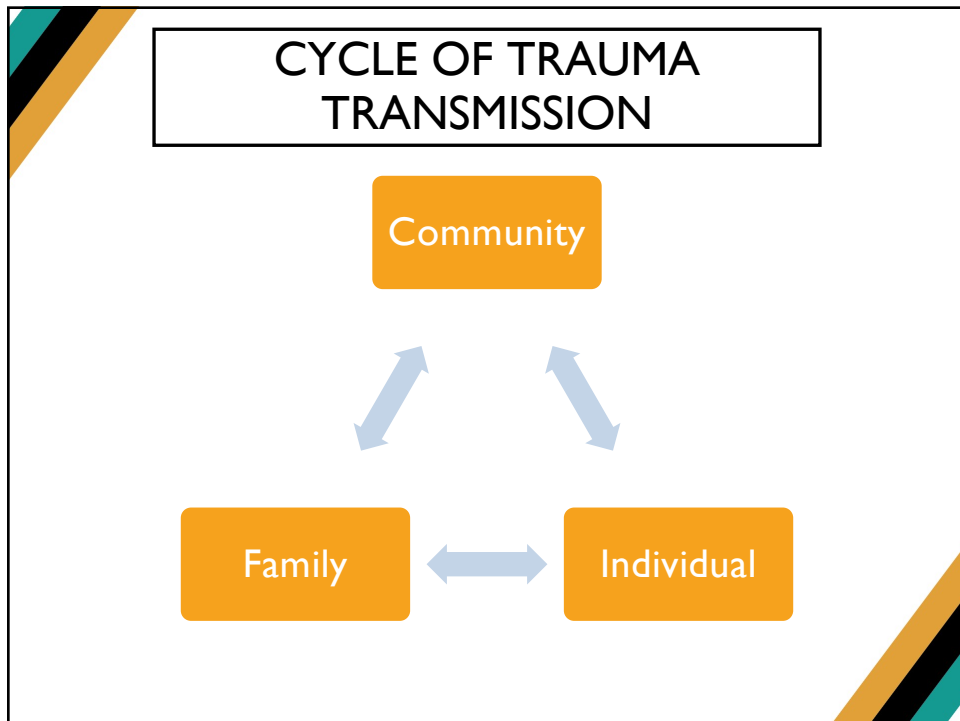 CYCLE OF TRAUMA
TRANSMISSION
Community
Family
Individual